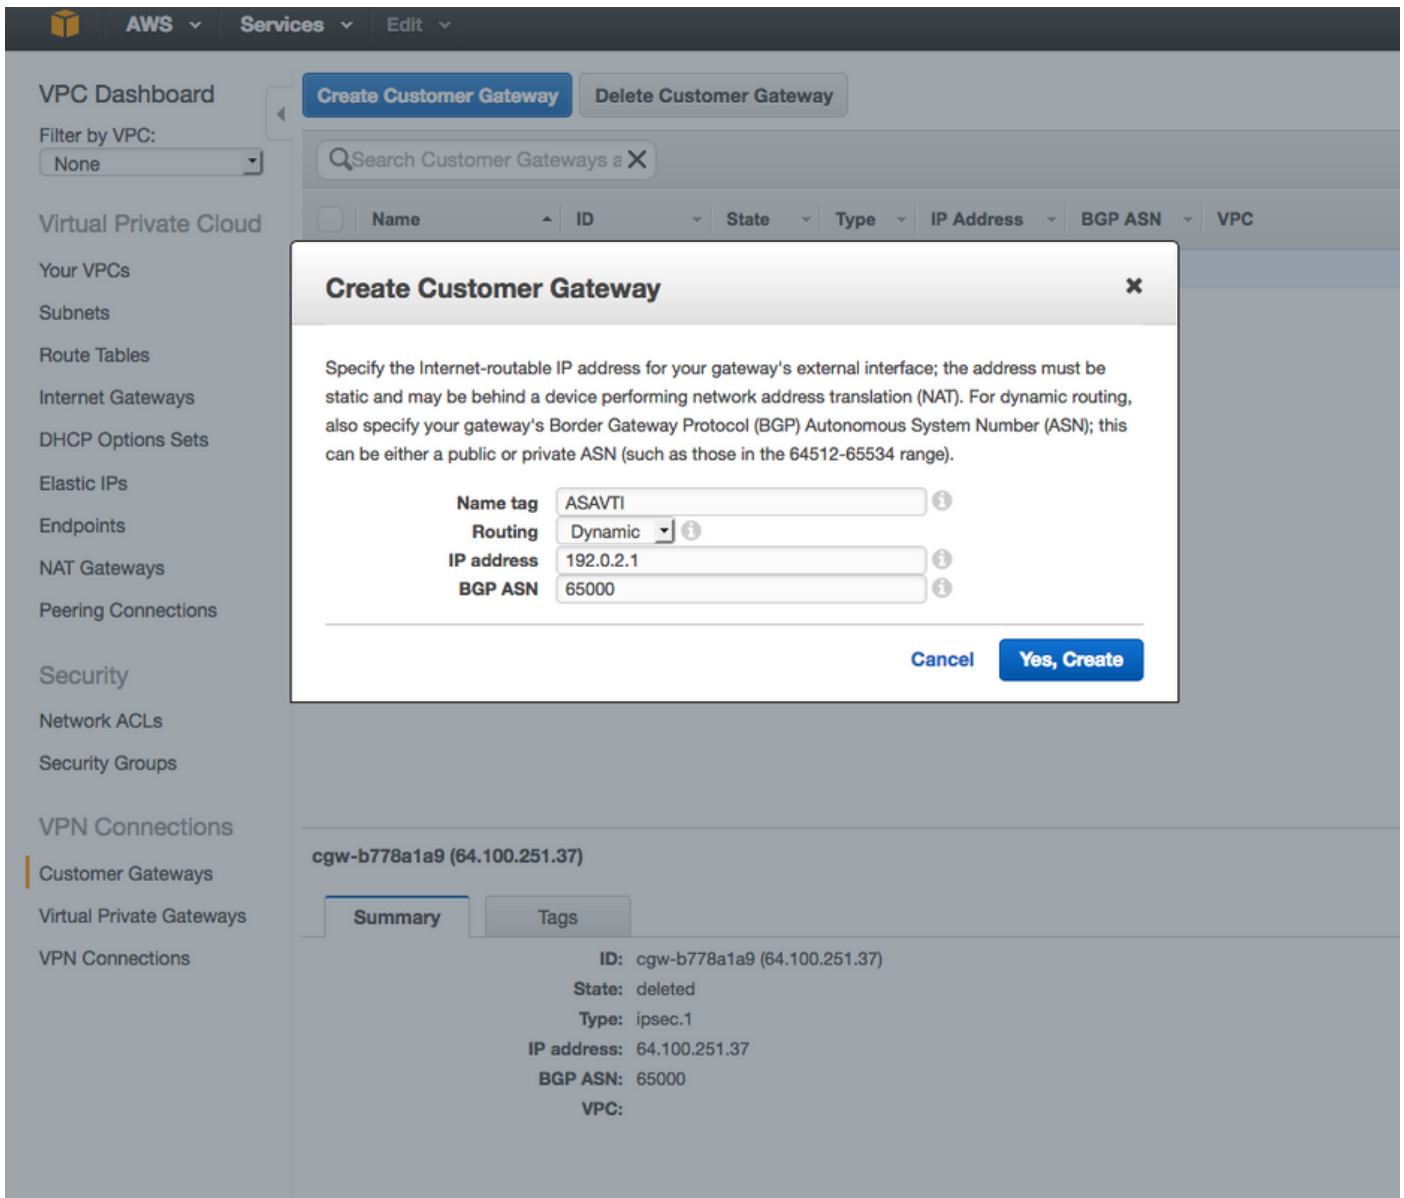 AWS Services Edit
VPC Dashboard
Filter by VPC:
None
Virtual Private Cloud
Your VPCs
Subnets
Route Tables
Internet Gateways
DHCP Options Sets
Elastic IPs
Endpoints
NAT Gateways
Peering Connections
Security
Network ACLs
Security Groups
VPN Connections
Customer Gateways
Virtual Private Gateways
VPN Connections
Create Customer Gateway Delete Customer Gateway
Search Customer Gateways a
Name ID State Type IP Address BGP ASN VPC
Create Customer Gateway
Specify the Internet-routable IP address for your gateway's external interface; the address must be
static and may be behind a device performing network address translation (NAT). For dynamic routing,
also specify your gateway's Border Gateway Protocol (BGP) Autonomous System Number (ASN); this
can be either a public or private ASN (such as those in the 64512-65534 range).
Name tag ASAVTI
Routing Dynamic
IP address 192.0.2.1
BGP ASN 65000
Cancel Yes, Create
cgw-b778a1a9 (64.100.251.37)
Summary Tags
ID: cgw-b778a1a9 (64.100.251.37)
State: deleted
Type: ipsec.1
IP address: 64.100.251.37
BGP ASN: 65000
VPC: